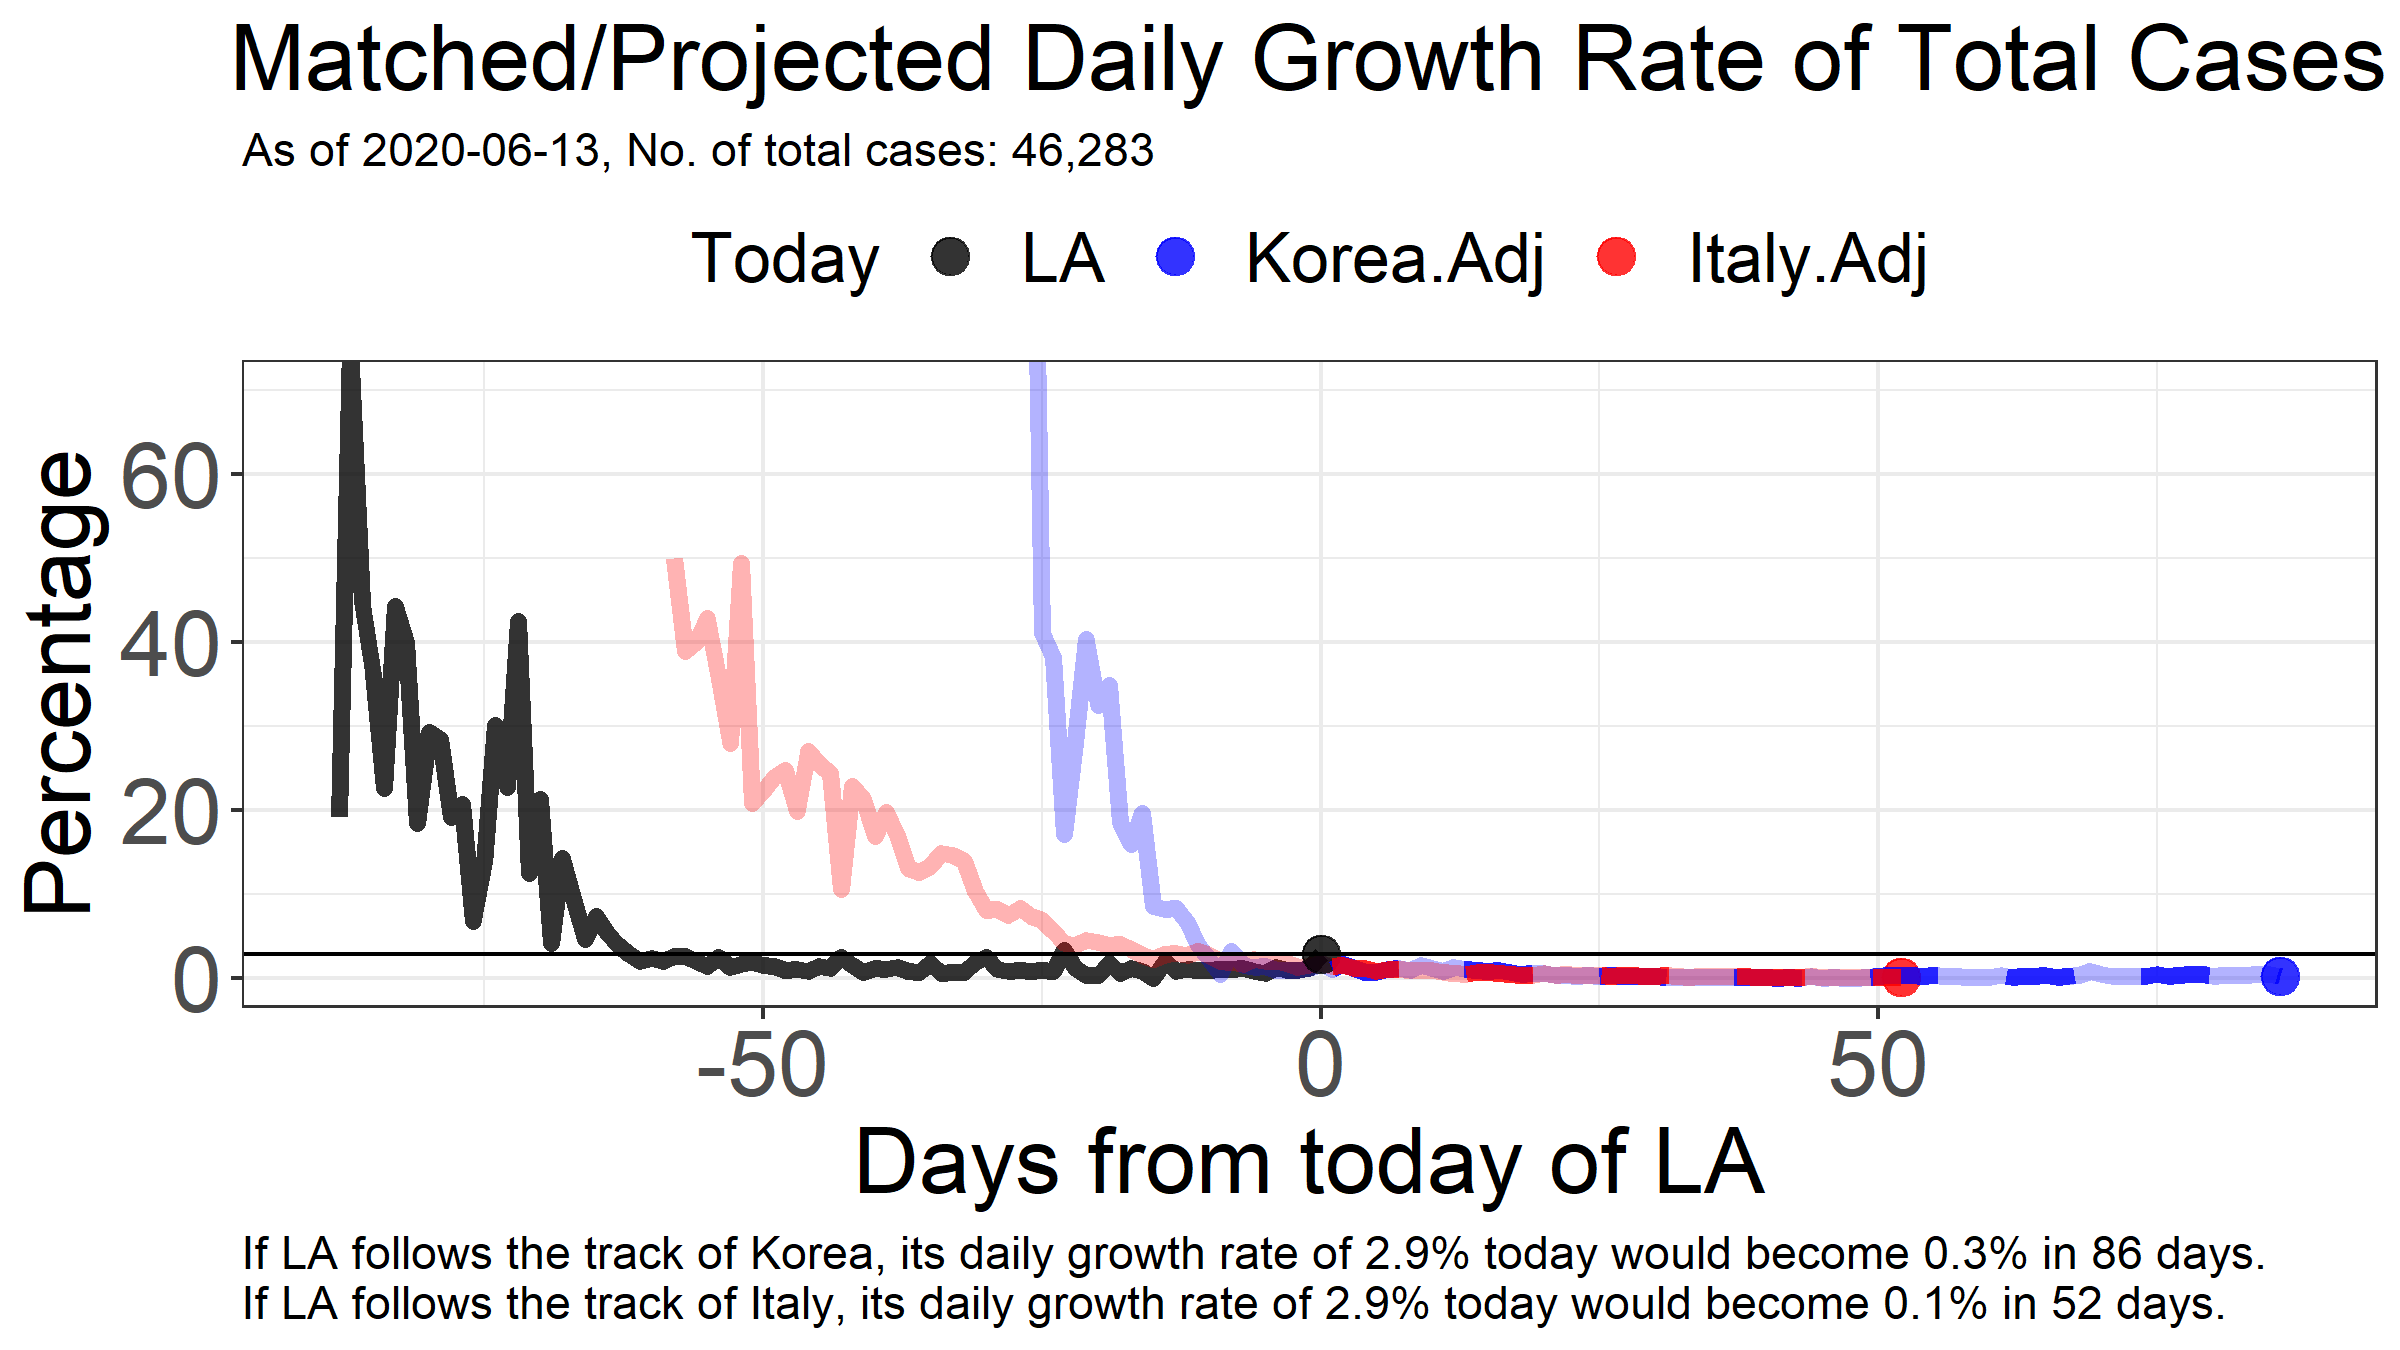 Matched/Projected Daily Growth Rate of Total Cases
As of 2020-06-13, No. of total cases: 46,283
Today LA Korea.Adj Italy.Adj
Percentage
60
40
20
0
-50 0 50
Days from today of LA
If LA follows the track of Korea, its daily growth rate of 2.9% today would become 0.3% in 86 days.
If LA follows the track of Italy, its daily growth rate of 2.9% today would become 0.1% in 52 days.